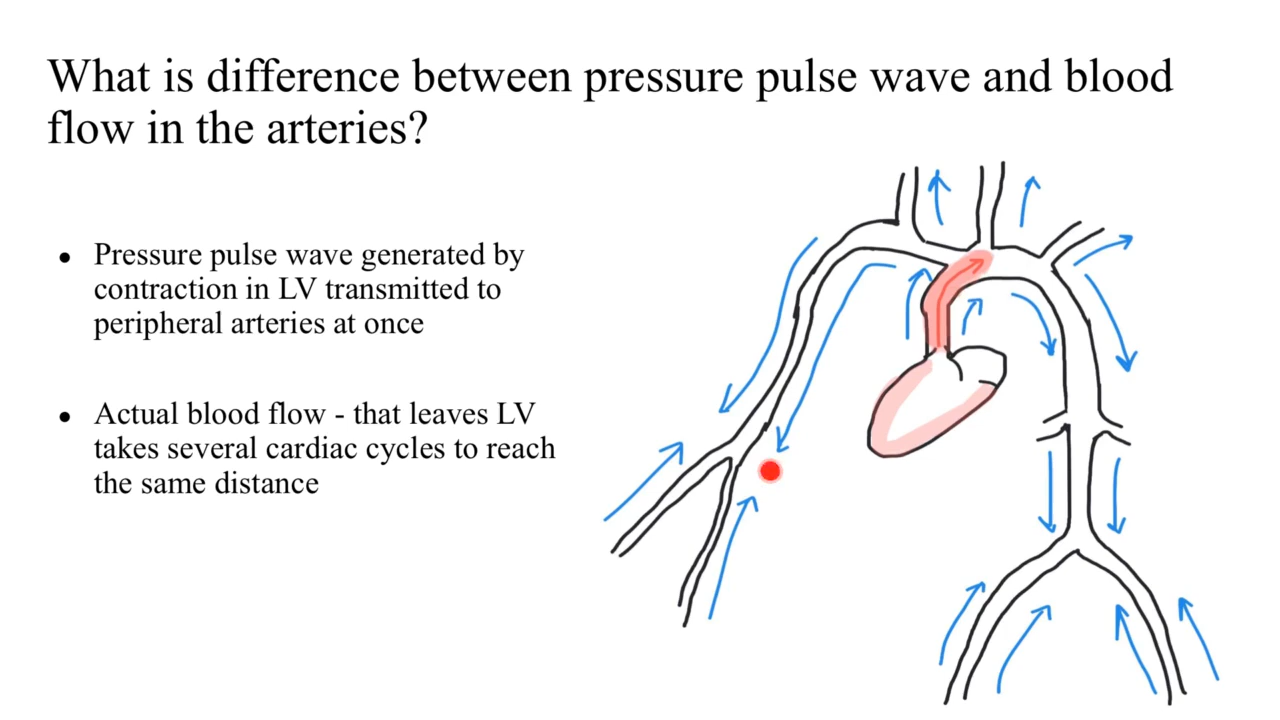 What is difference between pressure pulse wave and blood
flow in the arteries?
• Pressure pulse wave generated by
contraction in LV transmitted to
peripheral arteries at once
• Actual blood flow - that leaves LV
takes several cardiac cycles to reach
the same distance